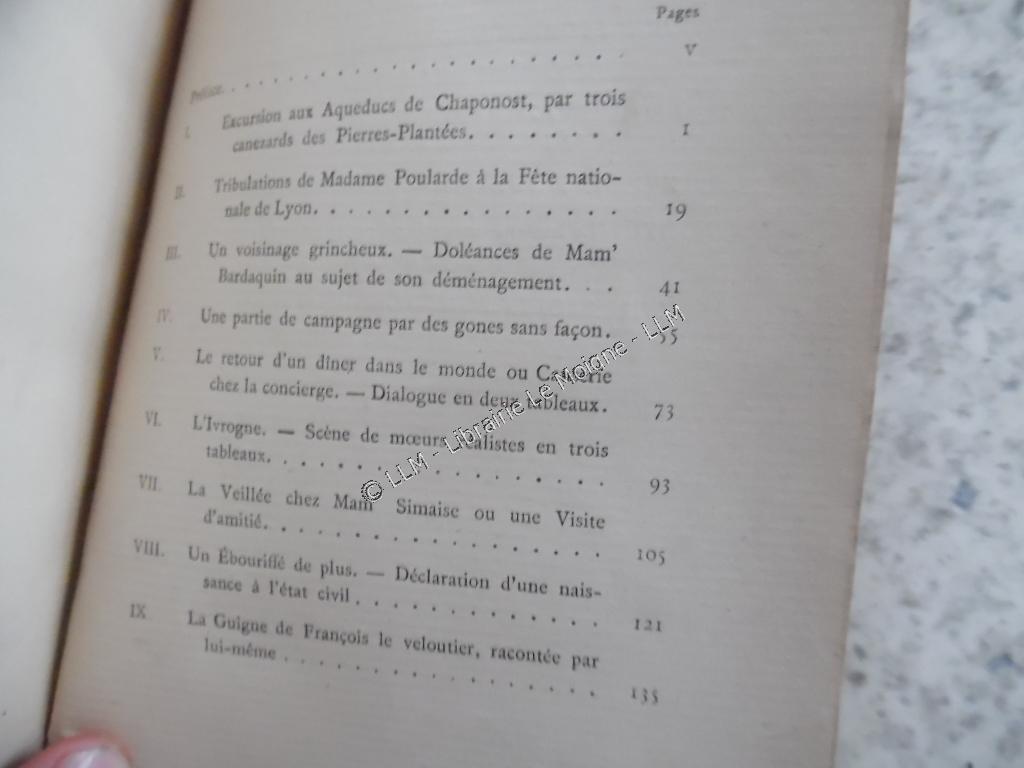 Pages
Préface. . . . . . . . . . . . . . . . . . V
I. Excursion aux Aqueducs de Chaponost, par trois
canezards des Pierres-Plantées. . . . . . . . 1
II. Tribulations de Madame Poularde à la Fête natio-
nale de Lyon. . . . . . . . . . . . . . . . 19
III. Un voisinage grincheux. — Doléances de Mam'
Bardaquin au sujet de son déménagement. . . 41
IV. Une partie de campagne par des gones sans façon. 55
V. Le retour d'un dîner dans le monde ou
chez la concierge. — Dialogue en deux tableaux. 73
VI. L'Ivrogne. — Scène de mœurs réalistes en trois
tableaux. . . . . . . . . . . . . . . . . 93
VII. La Veillée chez Mam' Simaise ou une Visite
d'amitié. . . . . . . . . . . . . . . . . . 105
VIII. Un Ébouriffé de plus. — Déclaration d'une nais-
sance à l'état civil . . . . . . . . . . . . . 121
IX La Guigne de François le veloutier, racontée par
lui-même . . . . . . . . . . . . . . . . . 135
© LLM - Librairie Le Moigne - LLM